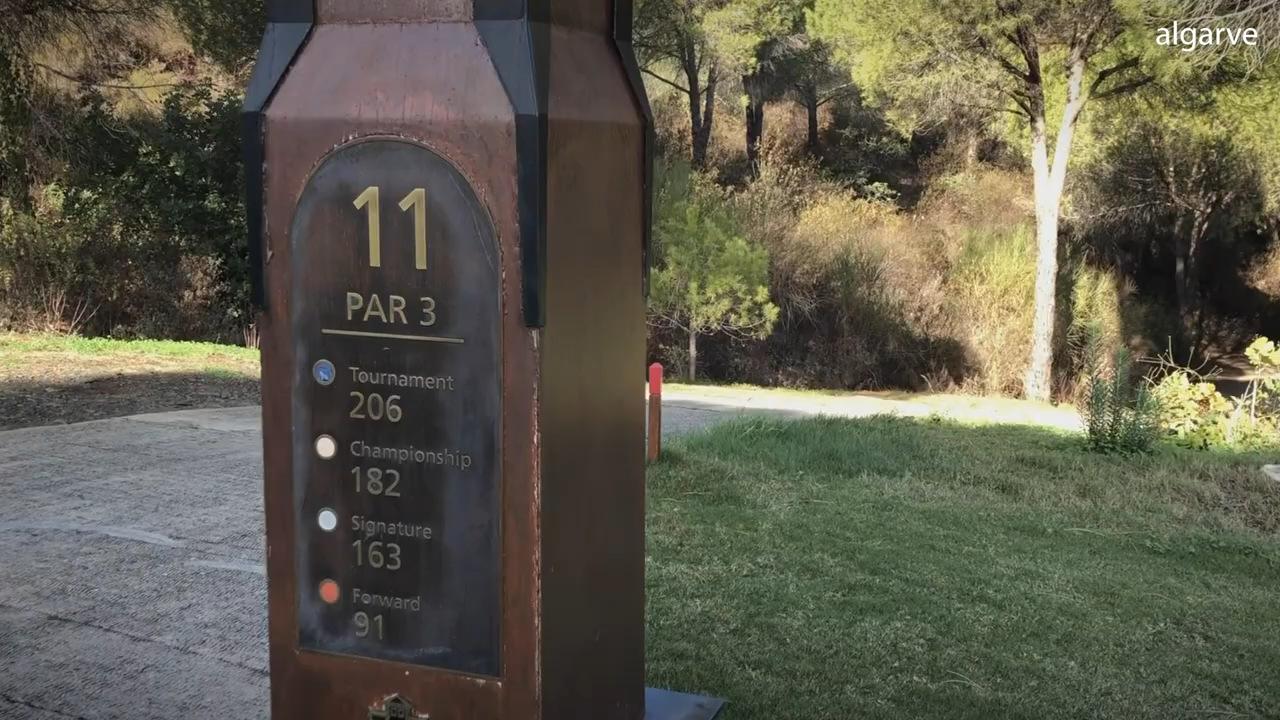 algarve
11
PAR 3
Tournament
206
Championship
182
Signature
163
Forward
91